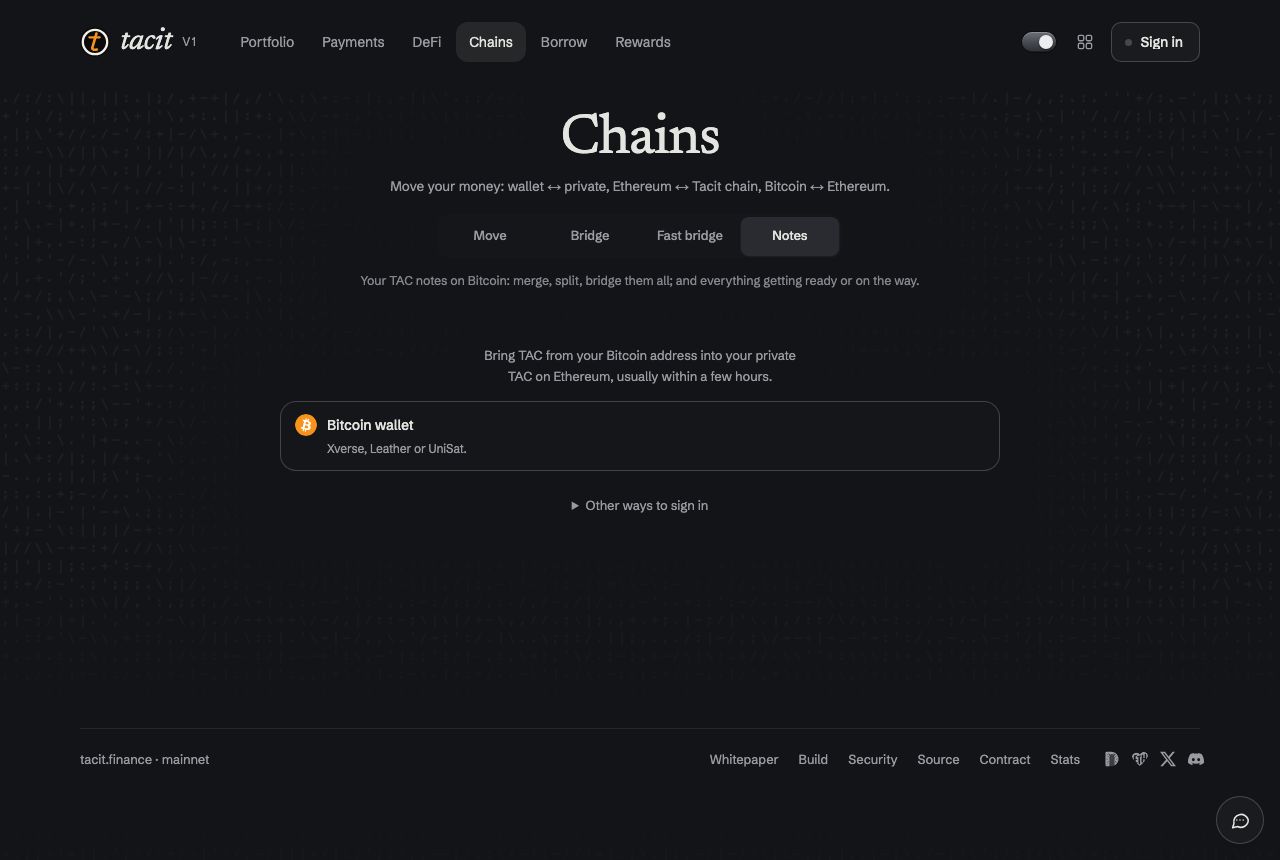 tacit V1
Portfolio
Payments
DeFi
Chains
Borrow
Rewards
Sign in
Chains
Move your money: wallet ↔ private, Ethereum ↔ Tacit chain, Bitcoin ↔ Ethereum.
Move
Bridge
Fast bridge
Notes
Your TAC notes on Bitcoin: merge, split, bridge them all; and everything getting ready or on the way.
Bring TAC from your Bitcoin address into your private
TAC on Ethereum, usually within a few hours.
Bitcoin wallet
Xverse, Leather or UniSat.
▶ Other ways to sign in
tacit.finance · mainnet
Whitepaper
Build
Security
Source
Contract
Stats